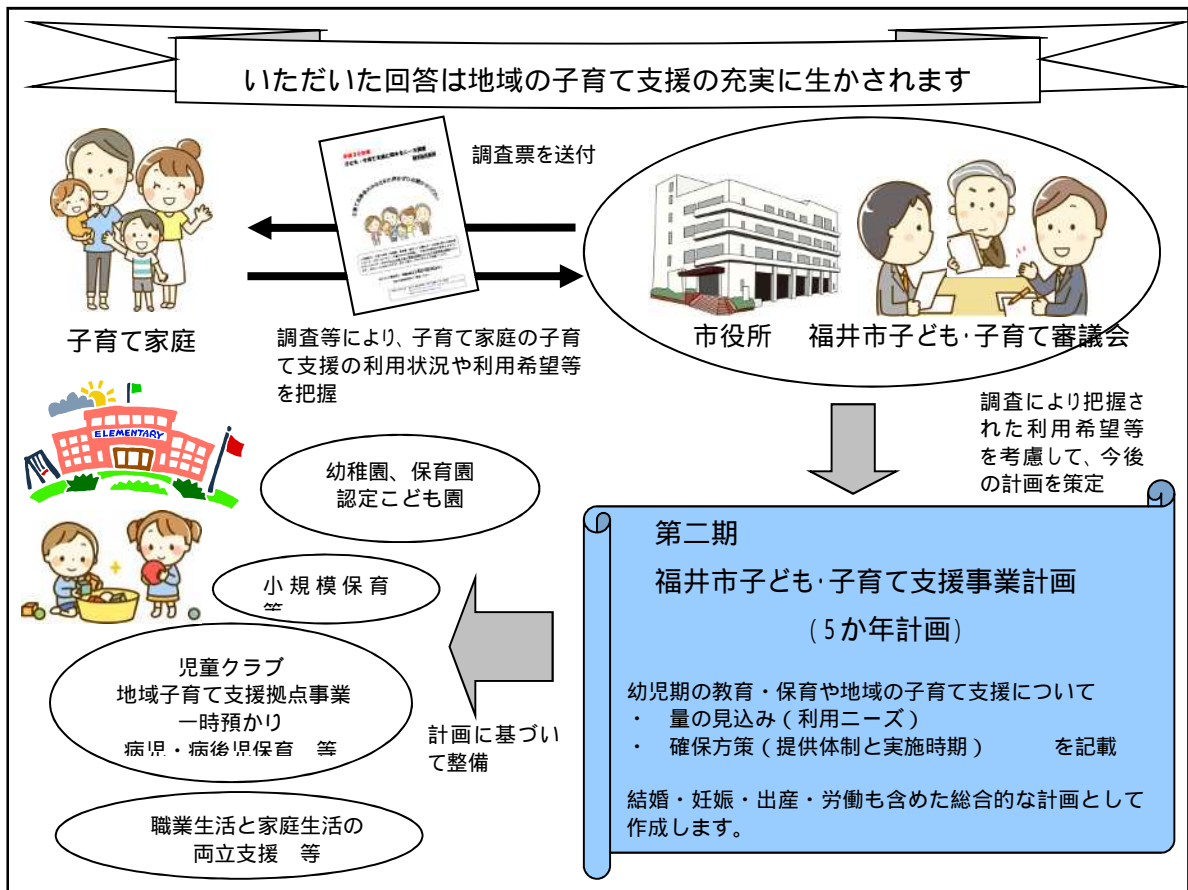 いただいた回答は地域の子育て支援の充実に生かされます
調査票を送付
子育て家庭
調査等により、子育て家庭の子育
て支援の利用状況や利用希望等
を把握
市役所
福井市子ども・子育て審議会
調査により把握さ
れた利用希望等
を考慮して、今後
の計画を策定
ELEMENTARY
幼稚園、保育園
認定こども園
小規模保育
等
児童クラブ
地域子育て支援拠点事業
一時預かり
病児・病後児保育 等
職業生活と家庭生活の
両立支援 等
計画に基づい
て整備
第二期
福井市子ども・子育て支援事業計画
(5か年計画)
幼児期の教育・保育や地域の子育て支援について
・ 量の見込み(利用ニーズ)
・ 確保方策(提供体制と実施時期) を記載
結婚・妊娠・出産・労働も含めた総合的な計画として
作成します。